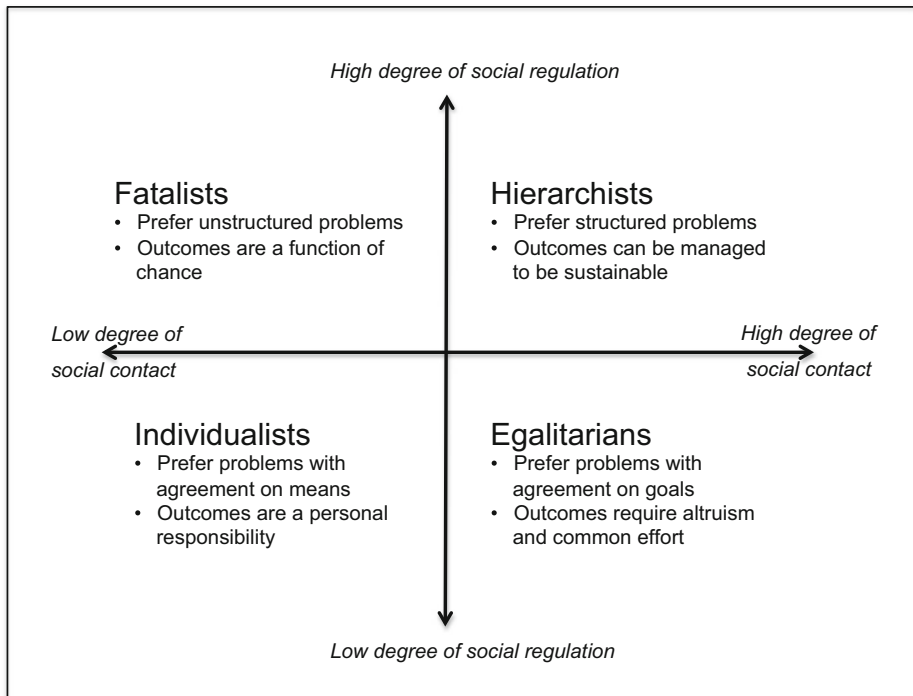 High degree of social regulation
Fatalists
• Prefer unstructured problems
• Outcomes are a function of
chance
Hierarchists
• Prefer structured problems
• Outcomes can be managed
to be sustainable
Low degree of
social contact
High degree of
social contact
Individualists
• Prefer problems with
agreement on means
• Outcomes are a personal
responsibility
Egalitarians
• Prefer problems with
agreement on goals
• Outcomes require altruism
and common effort
Low degree of social regulation